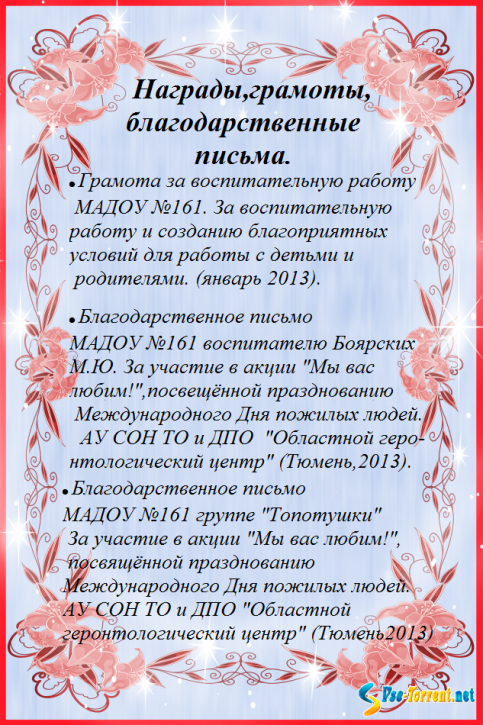 Награды,грамоты,
благодарственные
письма.
•Грамота за воспитательную работу
МАДОУ №161. За воспитательную
работу и созданию благоприятных
условий для работы с детьми и
родителями. (январь 2013).
•Благодарственное письмо
МАДОУ №161 воспитателю Боярских
М.Ю. За участие в акции "Мы вас
любим!",посвещённой празднованию
Международного Дня пожилых людей.
АУ СОН ТО и ДПО "Областной геро-
нтологический центр" (Тюмень,2013).
•Благодарственное письмо
МАДОУ №161 группе "Топотушки"
За участие в акции "Мы вас любим!",
посвящённой празднованию
Международного Дня пожилых людей.
АУ СОН ТО и ДПО "Областной
геронтологический центр" (Тюмень2013)
Pse-Torrent.net